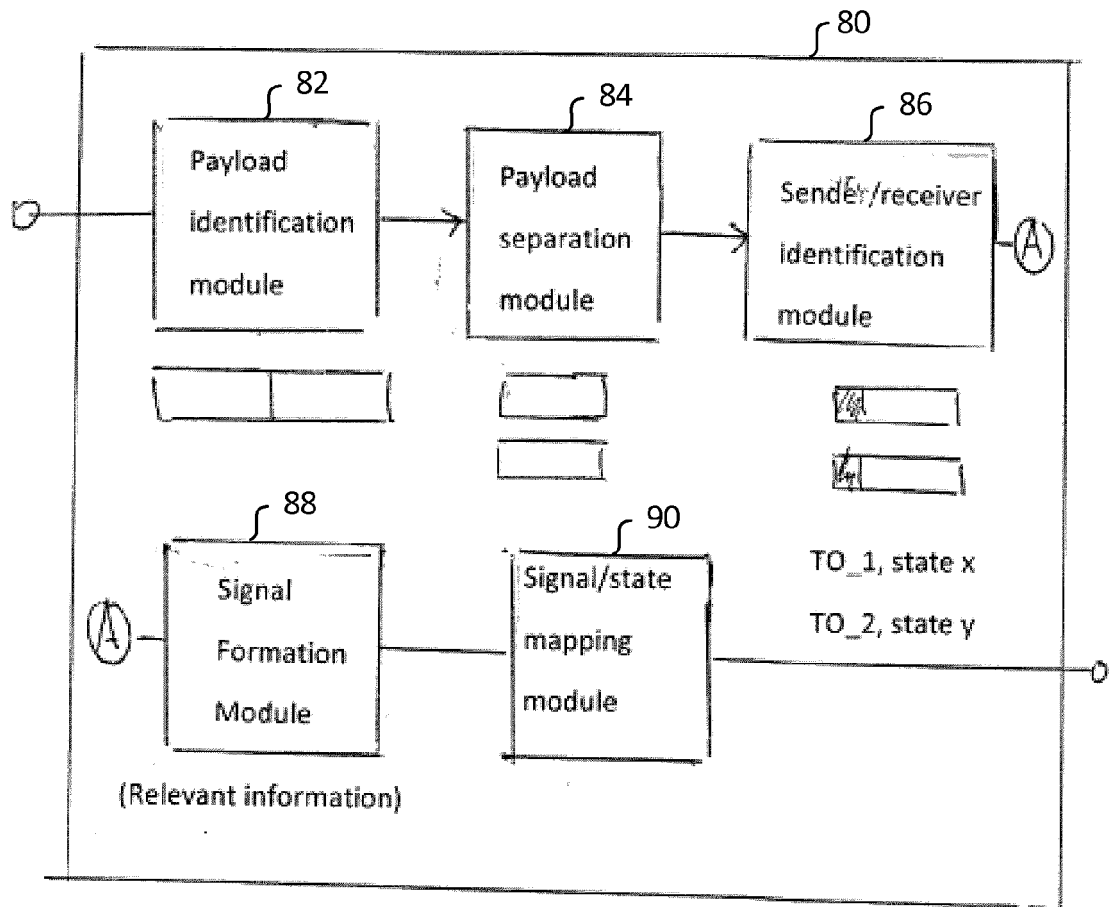 80
82
84
86
Payload
identification
module
Payload
separation
module
Sender/receiver
identification
module
A
88
90
A
Signal
Formation
Module
Signal/state
mapping
module
TO_1, state x
TO_2, state y
(Relevant information)